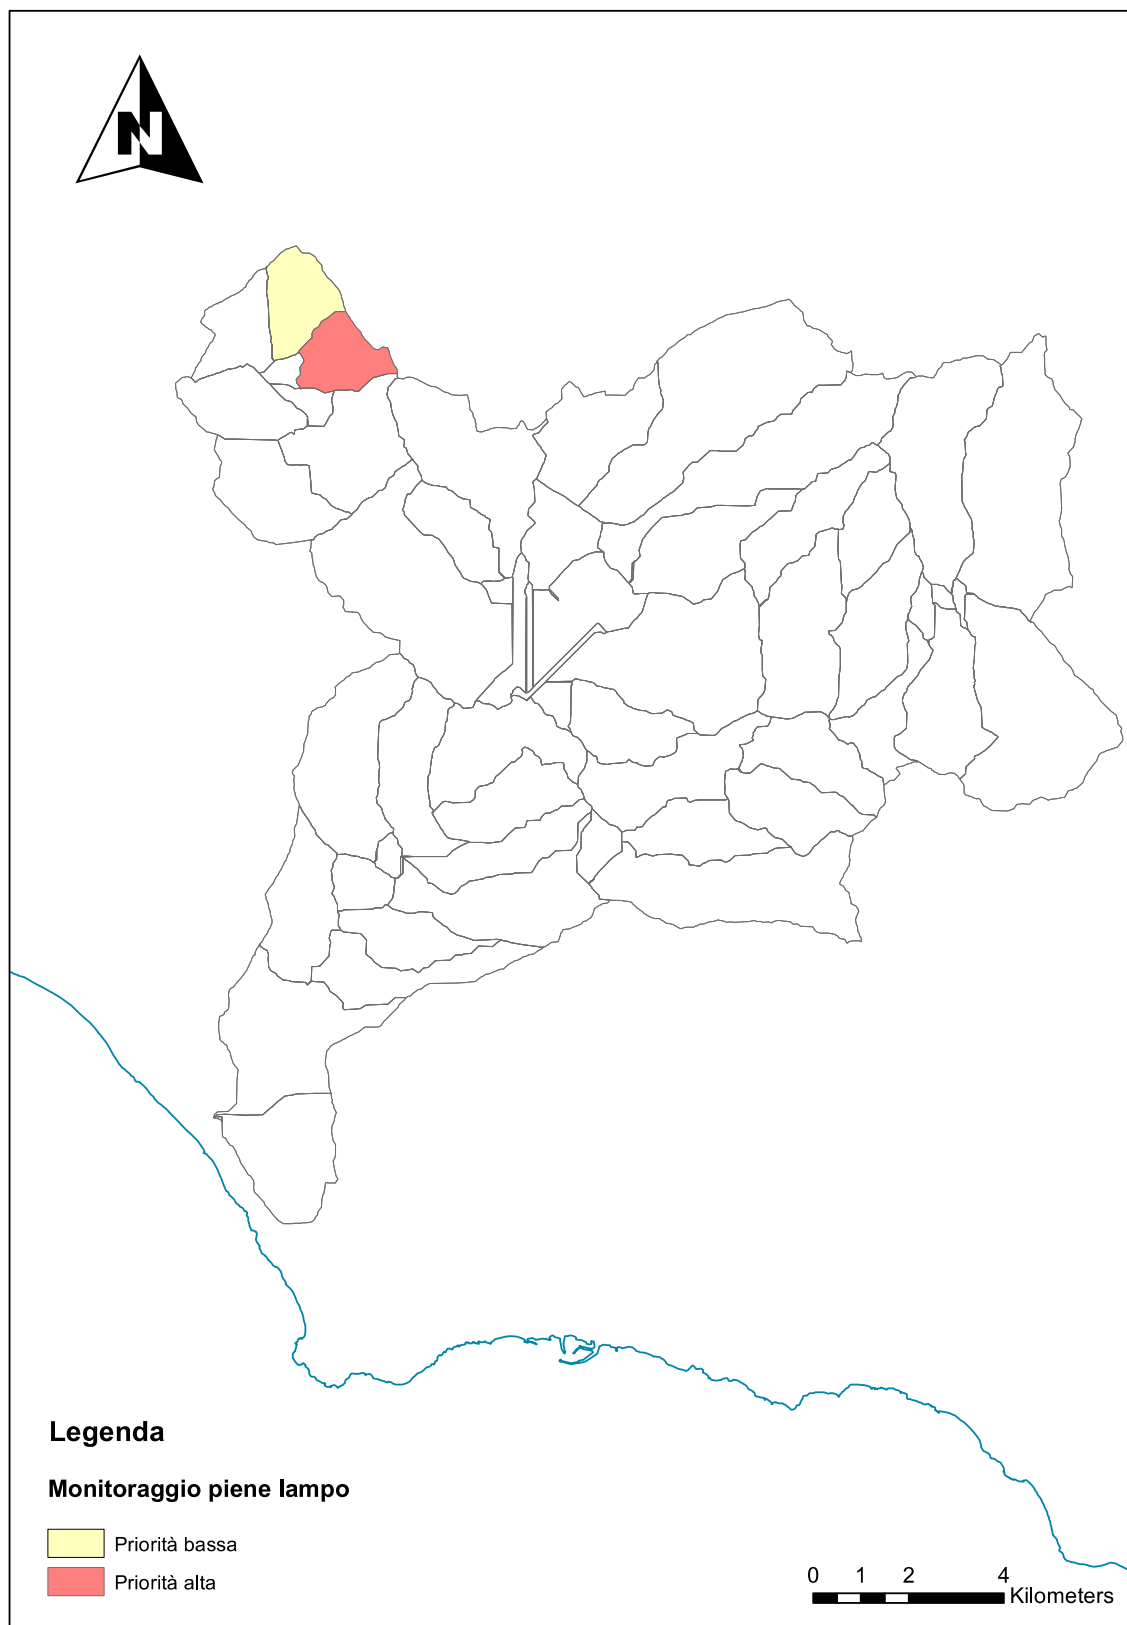 N
Legenda
Monitoraggio piene lampo
Priorità bassa
Priorità alta
0 1 2 4
Kilometers